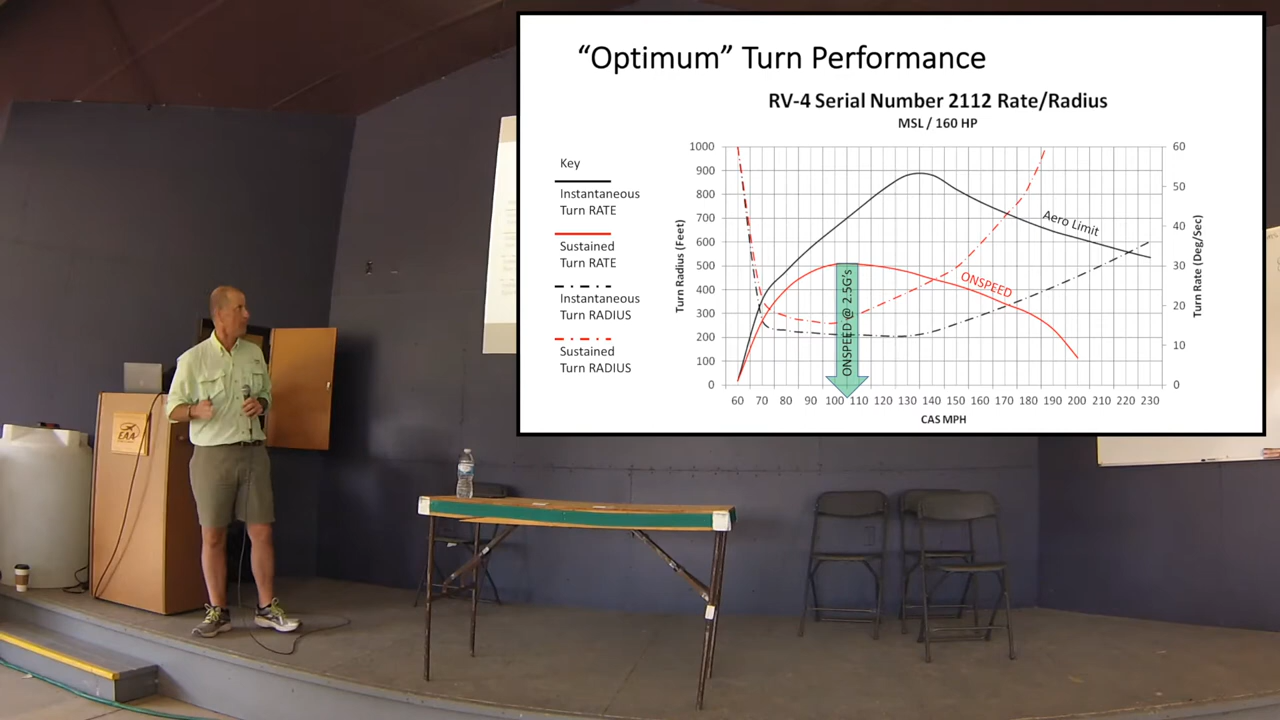 “Optimum” Turn Performance
RV-4 Serial Number 2112 Rate/Radius
MSL / 160 HP
Key
Instantaneous
Turn RATE
Sustained
Turn RATE
Instantaneous
Turn RADIUS
Sustained
Turn RADIUS
Turn Radius (Feet)
1000
900
800
700
600
500
400
300
200
100
0
Aero Limit
ONSPEED
ONSPEED @ 2.5G's
60
50
40
30
20
10
0
Turn Rate (Deg/Sec)
60 70 80 90 100 110 120 130 140 150 160 170 180 190 200 210 220 230
CAS MPH
EAA